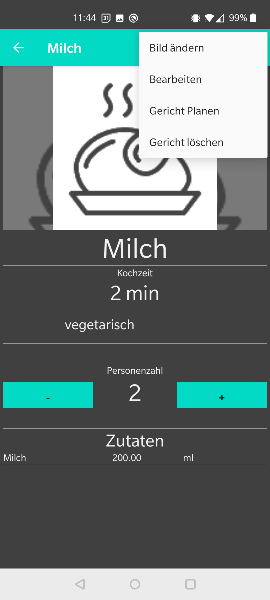 11:44 31 99%
Milch
Bild ändern
Bearbeiten
Gericht Planen
Gericht löschen
Milch
Kochzeit
2 min
vegetarisch
Personenzahl
- 2 +
Zutaten
Milch 200.00 ml